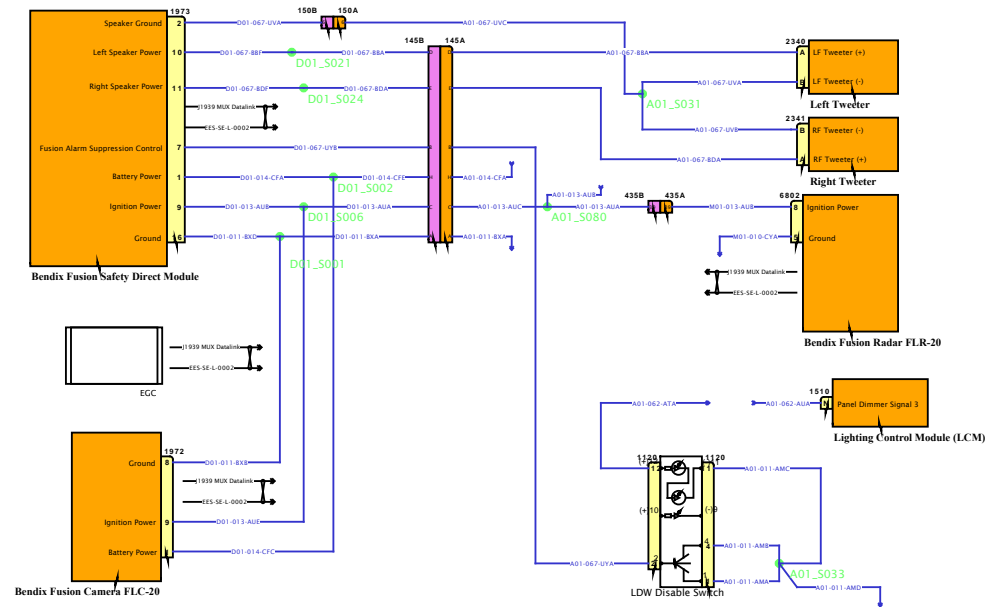 1973
150B 150A
Speaker Ground 2 D01-067-UVA A01-067-UVC
145B 145A
2340
Left Speaker Power 10 D01-067-BBF D01-067-BBA A01-067-BBA A LF Tweeter (+)
D01_S021
Right Speaker Power 11 D01-067-BDF D01-067-BDA A01-067-UVA B LF Tweeter (-)
D01_S024
A01_S031
Left Tweeter
J1939 MUX Datalink
EES-SE-L-0002
2341
A01-067-UVB B RF Tweeter (-)
Fusion Alarm Suppression Control 7 D01-067-UYB
A01-067-BDA A RF Tweeter (+)
Right Tweeter
Battery Power 1 D01-014-CFA D01-014-CFE A01-014-CFA
D01_S002
A01-013-AUB
435B 435A
6802
Ignition Power 9 D01-013-AUB D01-013-AUA A01-013-AUC A01-013-AUA M01-013-AUB 8 Ignition Power
D01_S006
A01_S080
Ground 6 D01-011-BXD D01-011-BXA A01-011-BXA M01-010-CYA 5 Ground
D01_S001
Bendix Fusion Safety Direct Module
J1939 MUX Datalink
EES-SE-L-0002
Bendix Fusion Radar FLR-20
J1939 MUX Datalink
EES-SE-L-0002
EGC
1510
A01-062-ATA A01-062-AUA N Panel Dimmer Signal 3
Lighting Control Module (LCM)
1972
1120 1120
Ground 8 D01-011-BXB
(+) 12 11 A01-011-AMC
J1939 MUX Datalink
EES-SE-L-0002
(+)10 (-)9
Ignition Power 9 D01-013-AUE
Battery Power 1 D01-014-CFC
4 A01-011-AMB
A01-067-UYA 2
A01_S033
1 A01-011-AMA
A01-011-AMD
Bendix Fusion Camera FLC-20
LDW Disable Switch